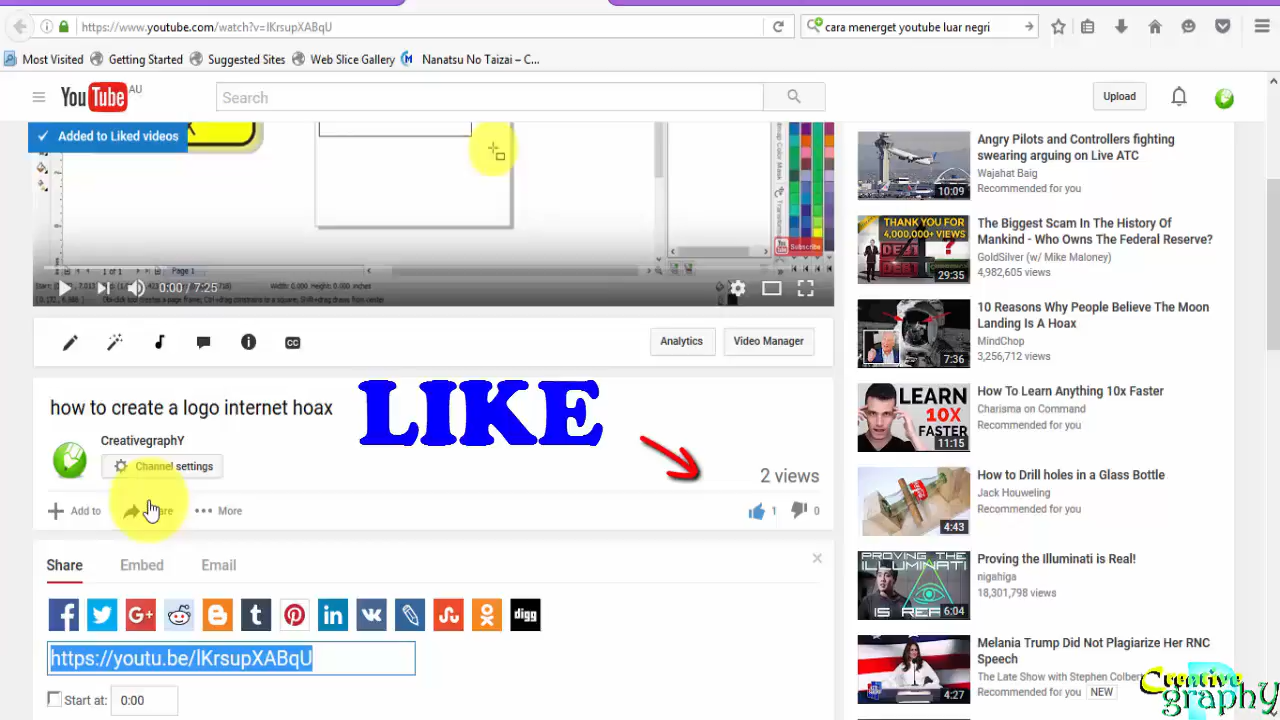 https://www.youtube.com/watch?v=lKrsupXABqU
cara menerget youtube luar negri
Most Visited
Getting Started
Suggested Sites
Web Slice Gallery
Nanatsu No Taizai – C...
YouTube AU
Search
Upload
✓ Added to Liked videos
Subscribe
0:00 / 7:25
Analytics
Video Manager
how to create a logo internet hoax
LIKE
CreativegraphY
Channel settings
2 views
Add to
More
1
0
Share
Embed
Email
digg
https://youtu.be/lKrsupXABqU
Start at:
0:00
Angry Pilots and Controllers fighting
swearing arguing on Live ATC
Wajahat Baig
Recommended for you
10:09
THANK YOU FOR
4,000,000+ VIEWS
DEBT
DEBT
29:35
The Biggest Scam In The History Of
Mankind - Who Owns The Federal Reserve?
GoldSilver (w/ Mike Maloney)
4,982,605 views
10 Reasons Why People Believe The Moon
Landing Is A Hoax
MindChop
3,256,712 views
7:36
LEARN
10X
FASTER
11:15
How To Learn Anything 10x Faster
Charisma on Command
Recommended for you
How to Drill holes in a Glass Bottle
Jack Houweling
Recommended for you
4:43
PROVING THE
ILLUMINATI
IS REAL
6:04
Proving the Illuminati is Real!
nigahiga
18,301,798 views
Melania Trump Did Not Plagiarize Her RNC
Speech
The Late Show with Stephen Colbert
Recommended for you NEW
4:27
Creative
graphy